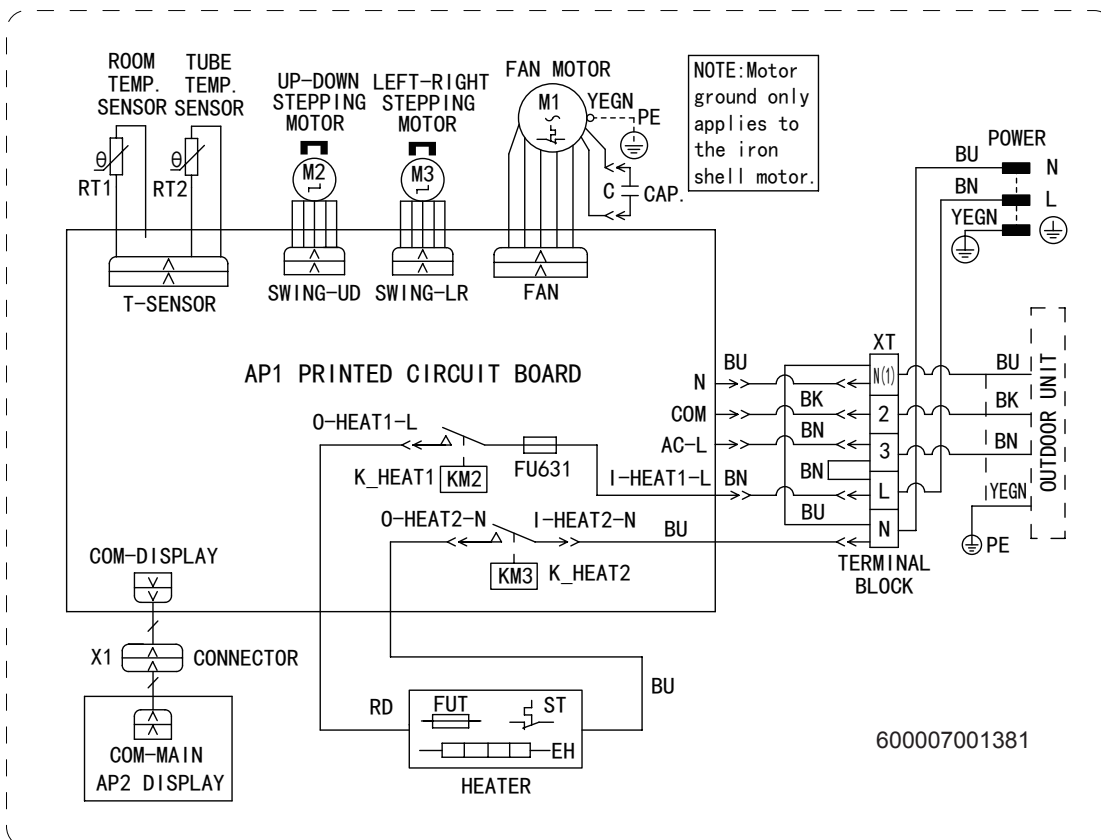 ROOM
TEMP.
SENSOR
TUBE
TEMP.
SENSOR
UP-DOWN
STEPPING
MOTOR
LEFT-RIGHT
STEPPING
MOTOR
FAN MOTOR
NOTE:Motor
ground only
applies to
the iron
shell motor.
M1
YEGN
PE
θ
RT1
θ
RT2
M2
M3
C
CAP.
POWER
BU
N
BN
L
YEGN
T-SENSOR
SWING-UD
SWING-LR
FAN
AP1 PRINTED CIRCUIT BOARD
XT
N
BU
N(1)
BU
COM
BK
2
BK
AC-L
BN
3
BN
O-HEAT1-L
FU631
K_HEAT1
KM2
I-HEAT1-L
BN
BN
L
YEGN
OUTDOOR UNIT
BU
N
O-HEAT2-N
I-HEAT2-N
BU
KM3
K_HEAT2
PE
TERMINAL
BLOCK
COM-DISPLAY
X1
CONNECTOR
COM-MAIN
AP2 DISPLAY
RD
FUT
ST
EH
BU
HEATER
600007001381